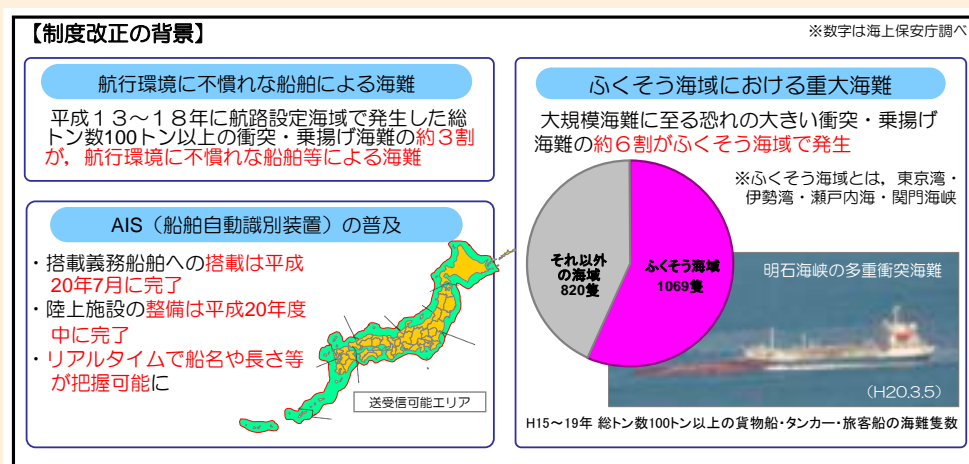 【制度改正の背景】
※数字は海上保安庁調べ
航行環境に不慣れな船舶による海難
平成１３～１８年に航路設定海域で発生した総
トン数100トン以上の衝突・乗揚げ海難の約３割
が，航行環境に不慣れな船舶等による海難
AIS（船舶自動識別装置）の普及
・搭載義務船舶への搭載は平成
20年7月に完了
・陸上施設の整備は平成20年度
中に完了
・リアルタイムで船名や長さ等
が把握可能に
送受信可能エリア
ふくそう海域における重大海難
大規模海難に至る恐れの大きい衝突・乗揚げ
海難の約６割がふくそう海域で発生
※ふくそう海域とは，東京湾・
伊勢湾・瀬戸内海・関門海峡
それ以外
の海域
820隻
ふくそう海域
1069隻
明石海峡の多重衝突海難
（H20.3.5）
H15～19年 総トン数100トン以上の貨物船・タンカー・旅客船の海難隻数